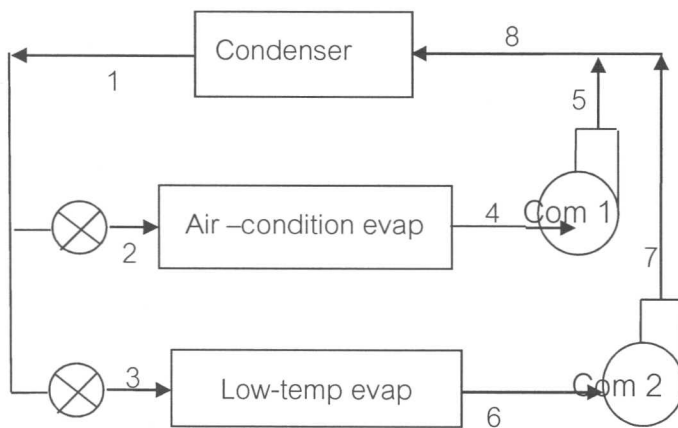 Condenser
8
1
5
Air –condition evap
4
Com 1
2
7
3
Low-temp evap
6
Com 2